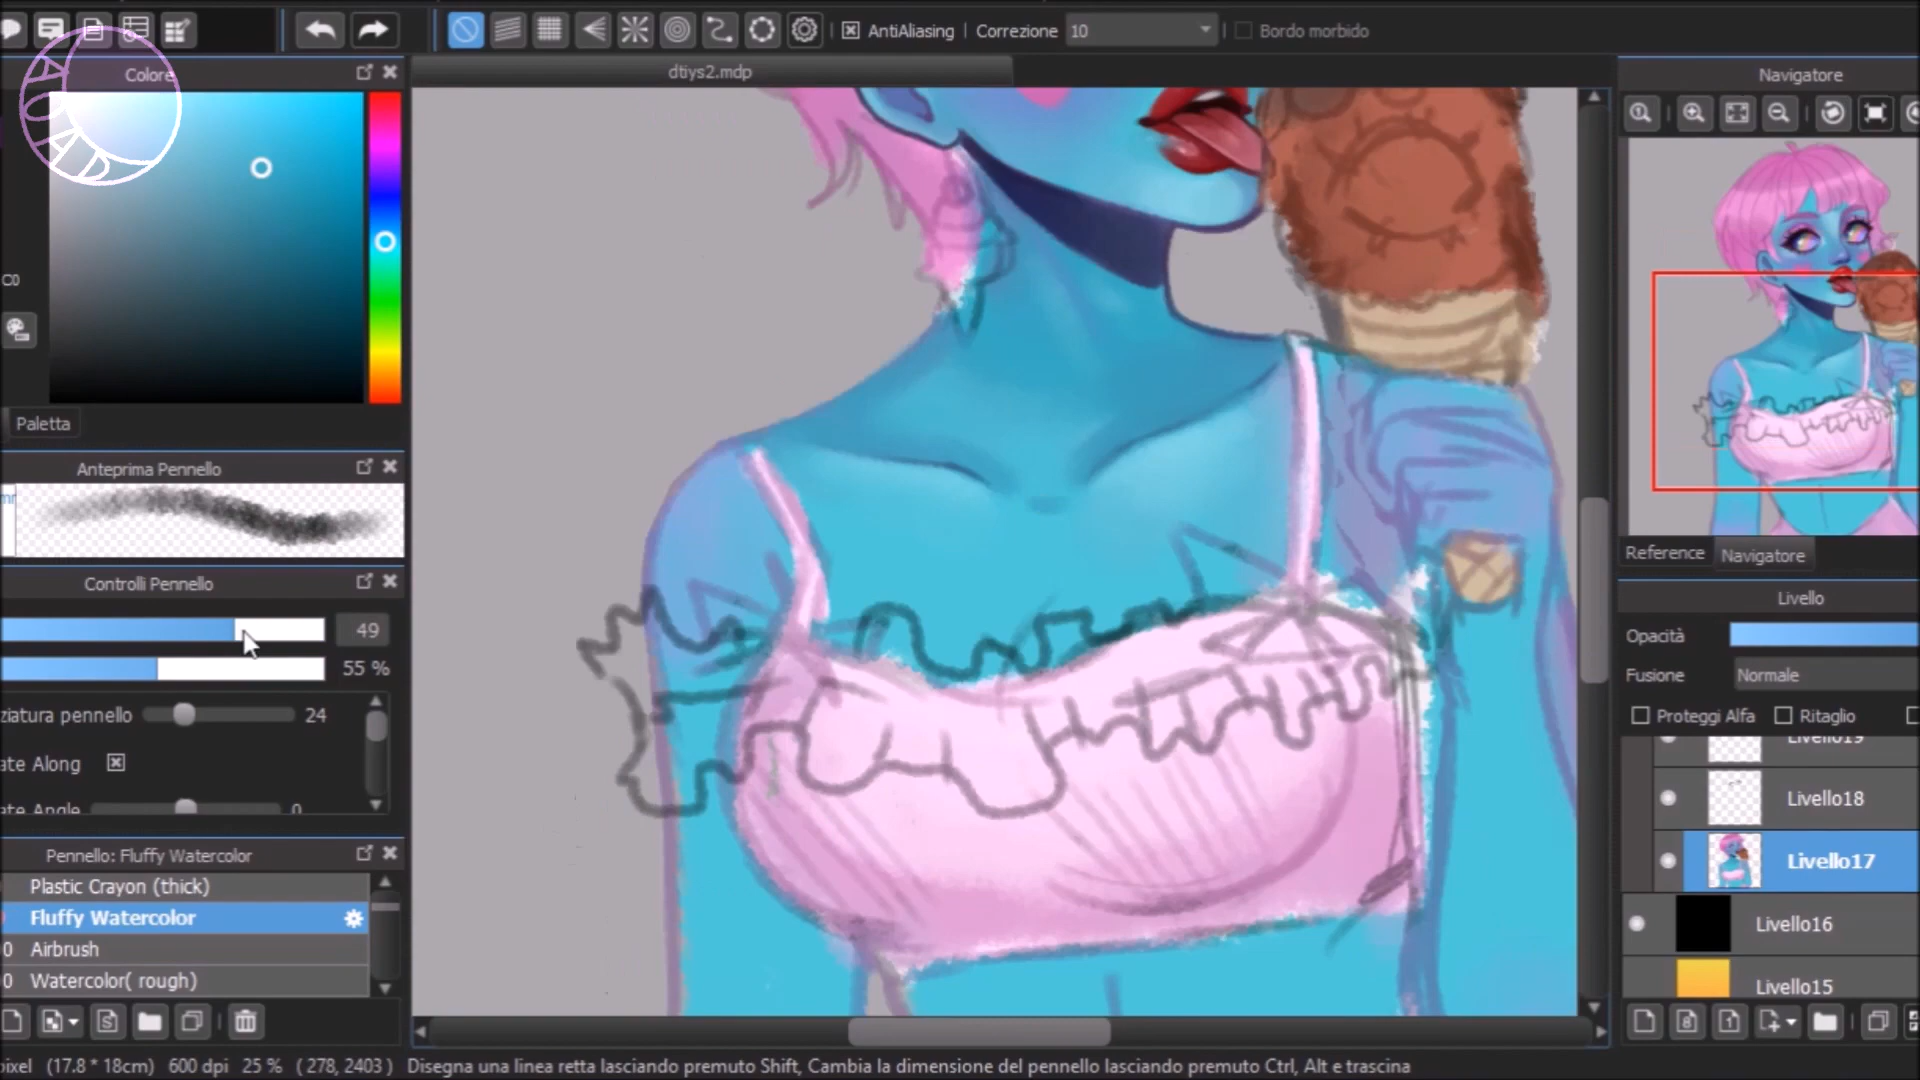 AntiAliasing
Correzione
10
Bordo morbido
Colore
dtiys2.mdp
Navigatore
C0
Paletta
Anteprima Pennello
Controlli Pennello
49
55 %
ziatura pennello
24
ate Along
ate Angle
0
Pennello: Fluffy Watercolor
Plastic Crayon (thick)
Fluffy Watercolor
Airbrush
Watercolor( rough)
Reference
Navigatore
Livello
Opacità
Fusione
Normale
Proteggi Alfa
Ritaglio
Livello19
Livello18
Livello17
Livello16
Livello15
pixel (17.8 * 18cm) 600 dpi 25 % ( 278, 2403 ) Disegna una linea retta lasciando premuto Shift, Cambia la dimensione del pennello lasciando premuto Ctrl, Alt e trascina